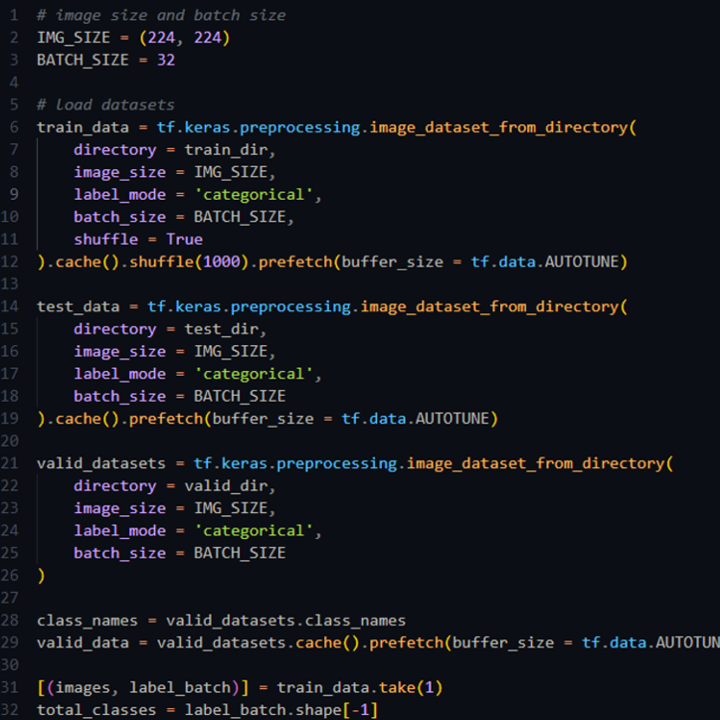 1 # image size and batch size
2 IMG_SIZE = (224, 224)
3 BATCH_SIZE = 32
4
5 # load datasets
6 train_data = tf.keras.preprocessing.image_dataset_from_directory(
7     directory = train_dir,
8     image_size = IMG_SIZE,
9     label_mode = 'categorical',
10     batch_size = BATCH_SIZE,
11     shuffle = True
12 ).cache().shuffle(1000).prefetch(buffer_size = tf.data.AUTOTUNE)
13
14 test_data = tf.keras.preprocessing.image_dataset_from_directory(
15     directory = test_dir,
16     image_size = IMG_SIZE,
17     label_mode = 'categorical',
18     batch_size = BATCH_SIZE
19 ).cache().prefetch(buffer_size = tf.data.AUTOTUNE)
20
21 valid_datasets = tf.keras.preprocessing.image_dataset_from_directory(
22     directory = valid_dir,
23     image_size = IMG_SIZE,
24     label_mode = 'categorical',
25     batch_size = BATCH_SIZE
26 )
27
28 class_names = valid_datasets.class_names
29 valid_data = valid_datasets.cache().prefetch(buffer_size = tf.data.AUTOTUN
30
31 [(images, label_batch)] = train_data.take(1)
32 total_classes = label_batch.shape[-1]